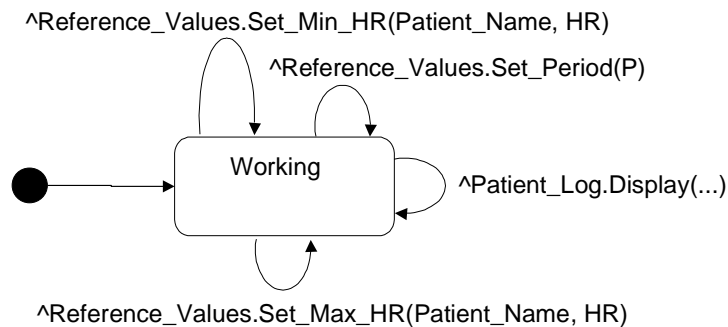 ^Reference_Values.Set_Min_HR(Patient_Name, HR)
^Reference_Values.Set_Period(P)
Working
^Patient_Log.Display(...)
^Reference_Values.Set_Max_HR(Patient_Name, HR)